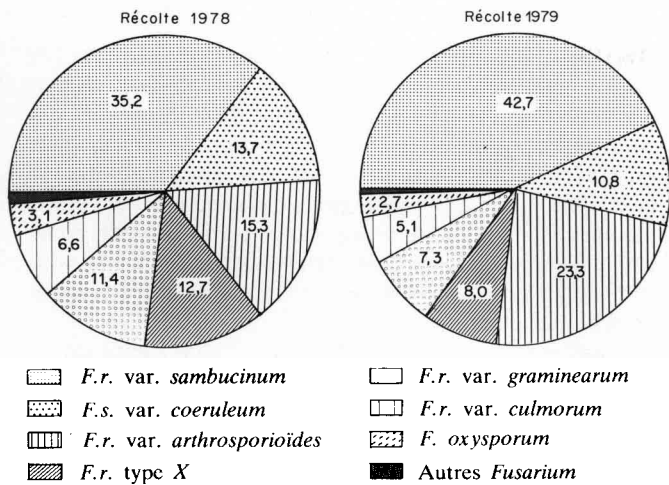 Récolte 1978
Récolte 1979
35,2
42,7
13,7
10,8
3,1
15,3
2,7
6,6
5,1
23,3
11,4
7,3
12,7
8,0
F.r. var. sambucinum
F.r. var. graminearum
F.s. var. coeruleum
F.r. var. culmorum
F.r. var. arthrosporioïdes
F. oxysporum
F.r. type X
Autres Fusarium